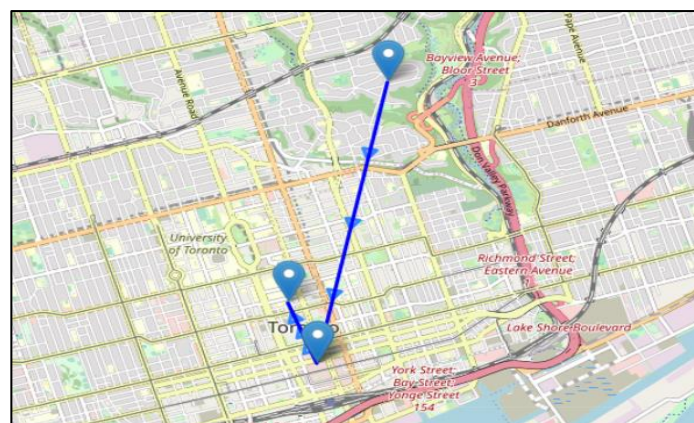 Pape Avenue
Avenue Road
Bayview Avenue;
Bloor Street
3
Danforth Avenue
Don Valley Parkway
University
of Toronto
Richmond Street;
Eastern Avenue
Lake Shore Boulevard
York Street;
Bay Street;
Yonge Street
154